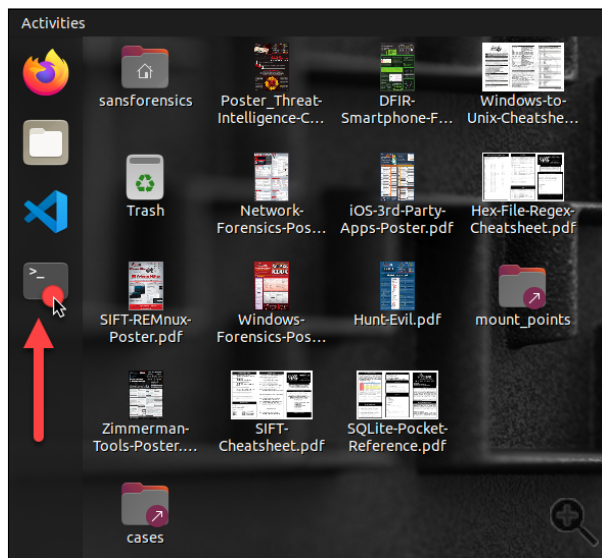 Activities
sansforensics
Poster_Threat-
Intelligence-C...
DFIR-
Smartphone-F...
Windows-to-
Unix-Cheatshe...
Trash
Network-
Forensics-Pos...
iOS-3rd-Party-
Apps-Poster.pdf
Hex-File-Regex-
Cheatsheet.pdf
>_
SIFT-REMnux-
Poster.pdf
Windows-
Forensics-Pos...
Hunt-Evil.pdf
mount_points
Zimmerman-
Tools-Poster....
SIFT-
Cheatsheet.pdf
SQLite-Pocket-
Reference.pdf
cases